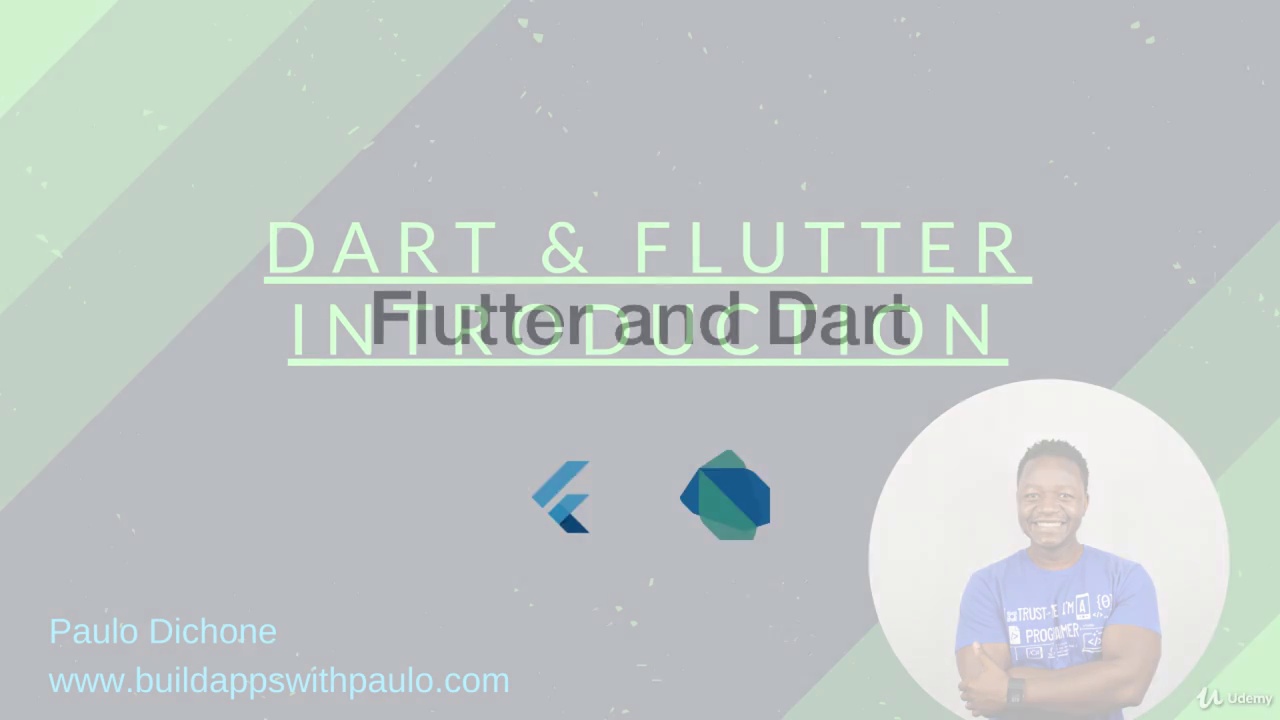 DART & FLUTTER
INTRODUCTION
Flutter and Dart
TRUST ME I'M A
PROGRAMMER
Paulo Dichone
www.buildappswithpaulo.com
Udemy